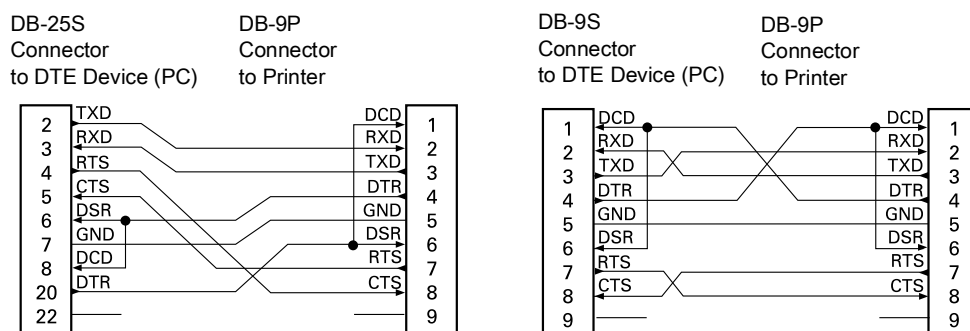 DB-25S
Connector
to DTE Device (PC)
DB-9P
Connector
to Printer
2 TXD DCD 1
3 RXD RXD 2
4 RTS TXD 3
5 CTS DTR 4
6 DSR GND 5
7 GND DSR 6
8 DCD RTS 7
20 DTR CTS 8
22 9
DB-9S
Connector
to DTE Device (PC)
DB-9P
Connector
to Printer
1 DCD DCD 1
2 RXD RXD 2
3 TXD TXD 3
4 DTR DTR 4
5 GND GND 5
6 DSR DSR 6
7 RTS RTS 7
8 CTS CTS 8
9 9